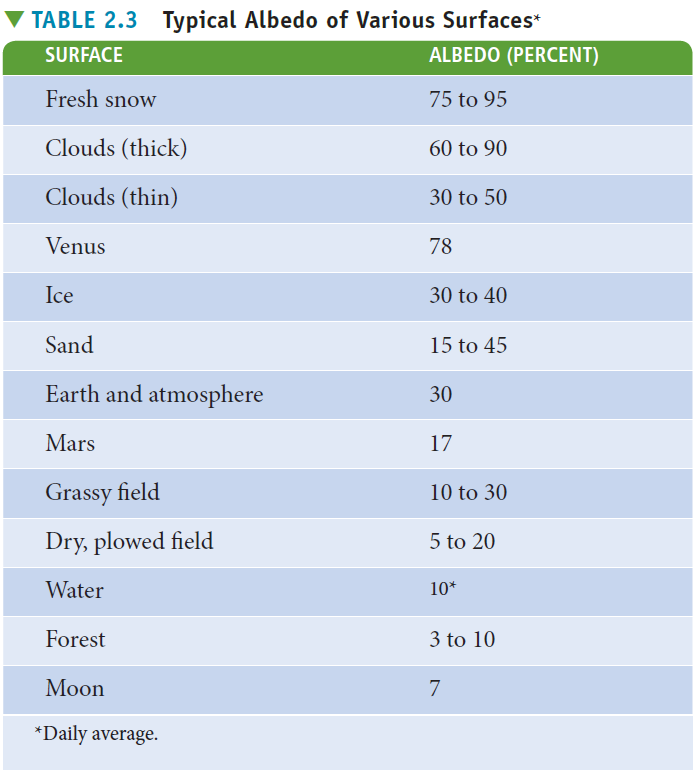 ▼ TABLE 2.3 Typical Albedo of Various Surfaces*
SURFACE ALBEDO (PERCENT)
Fresh snow 75 to 95
Clouds (thick) 60 to 90
Clouds (thin) 30 to 50
Venus 78
Ice 30 to 40
Sand 15 to 45
Earth and atmosphere 30
Mars 17
Grassy field 10 to 30
Dry, plowed field 5 to 20
Water 10*
Forest 3 to 10
Moon 7
*Daily average.